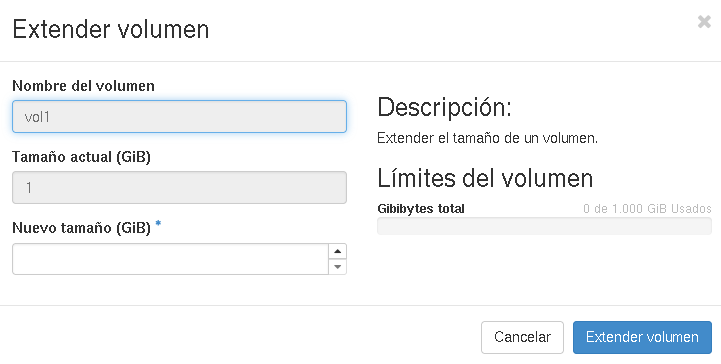 Extender volumen
×
Nombre del volumen
vol1
Tamaño actual (GiB)
1
Nuevo tamaño (GiB) *
Descripción:
Extender el tamaño de un volumen.
Límites del volumen
Gibibytes total 0 de 1.000 GiB Usados
Cancelar
Extender volumen